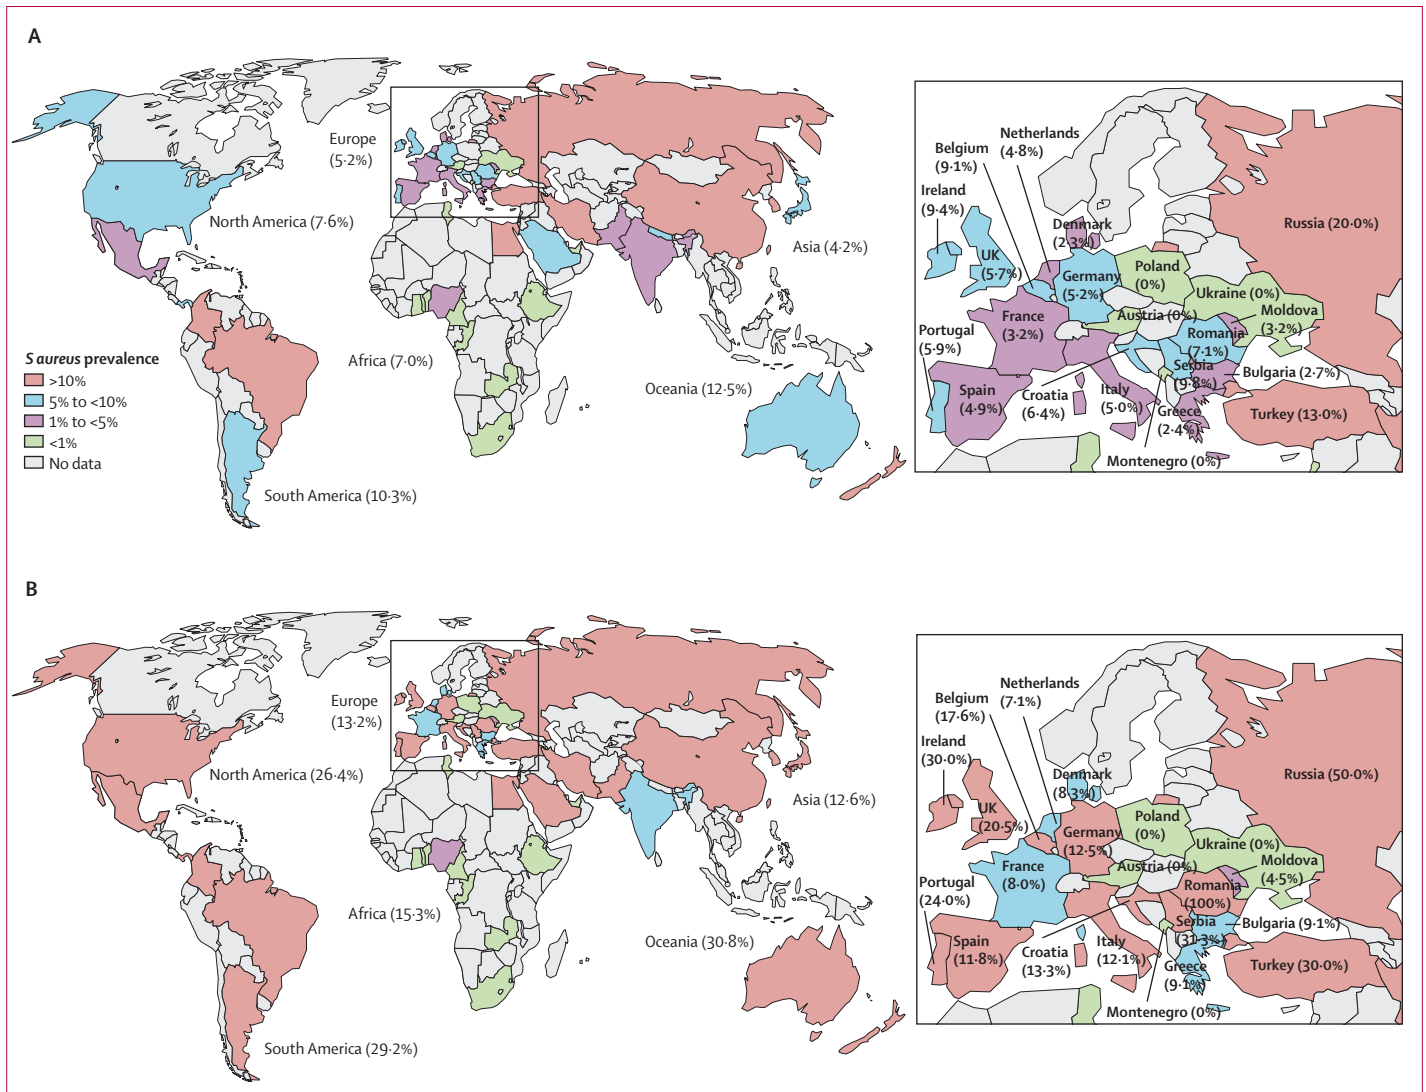 A
Europe
(5·2%)
North America (7·6%)
Asia (4·2%)
Africa (7·0%)
Oceania (12·5%)
South America (10·3%)
S aureus prevalence
>10%
5% to <10%
1% to <5%
<1%
No data
Netherlands
(4·8%)
Belgium
(9·1%)
Ireland
(9·4%)
Denmark
(2·3%)
Russia (20·0%)
UK
(5·7%)
Germany
(5·2%)
Poland
(0%)
Ukraine (0%)
Moldova
(3·2%)
France
(3·2%)
Austria (0%)
Portugal
(5·9%)
Romania
(7·1%)
Serbia
(9·8%)
Bulgaria (2·7%)
Spain
(4·9%)
Croatia
(6·4%)
Italy
(5·0%)
Greece
(2·4%)
Turkey (13·0%)
Montenegro (0%)
B
Europe
(13·2%)
North America (26·4%)
Asia (12·6%)
Africa (15·3%)
Oceania (30·8%)
South America (29·2%)
Netherlands
(7·1%)
Belgium
(17·6%)
Ireland
(30·0%)
Denmark
(8·3%)
Russia (50·0%)
UK
(20·5%)
Germany
(12·5%)
Poland
(0%)
Ukraine (0%)
Moldova
(4·5%)
France
(8·0%)
Austria (0%)
Portugal
(24·0%)
Romania
(100%)
Serbia
(31·3%)
Bulgaria (9·1%)
Spain
(11·8%)
Croatia
(13·3%)
Italy
(12·1%)
Greece
(9·1%)
Turkey (30·0%)
Montenegro (0%)